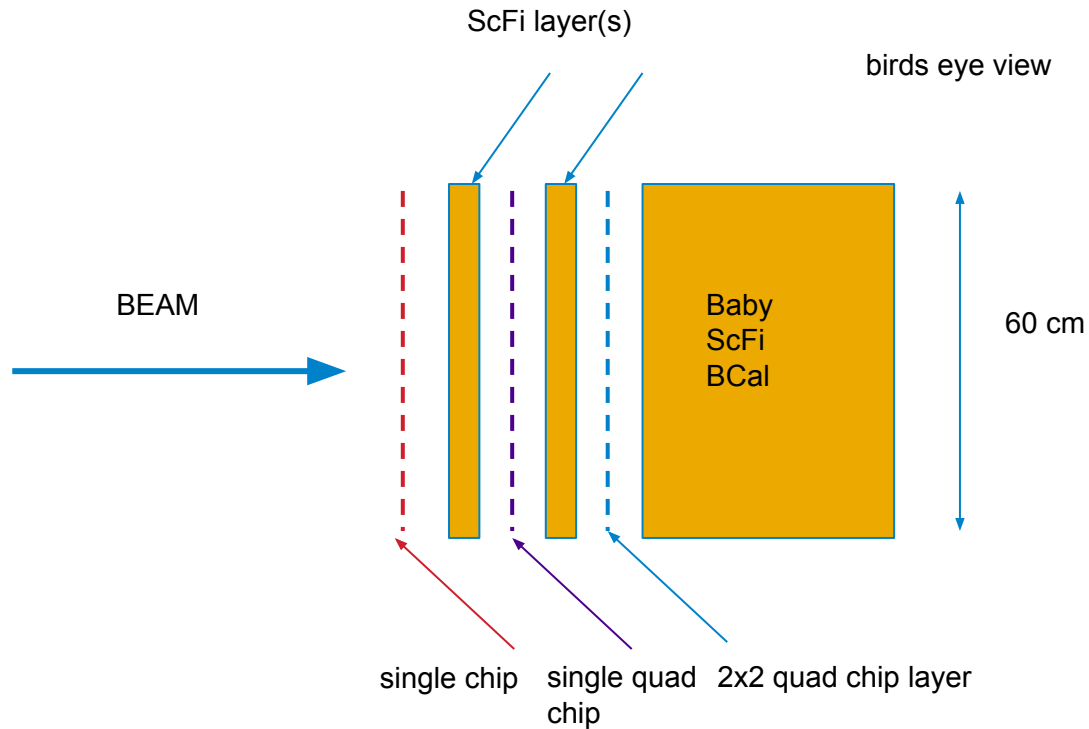 ScFi layer(s)
birds eye view
BEAM
Baby
ScFi
BCal
60 cm
single chip
single quad
chip
2x2 quad chip layer